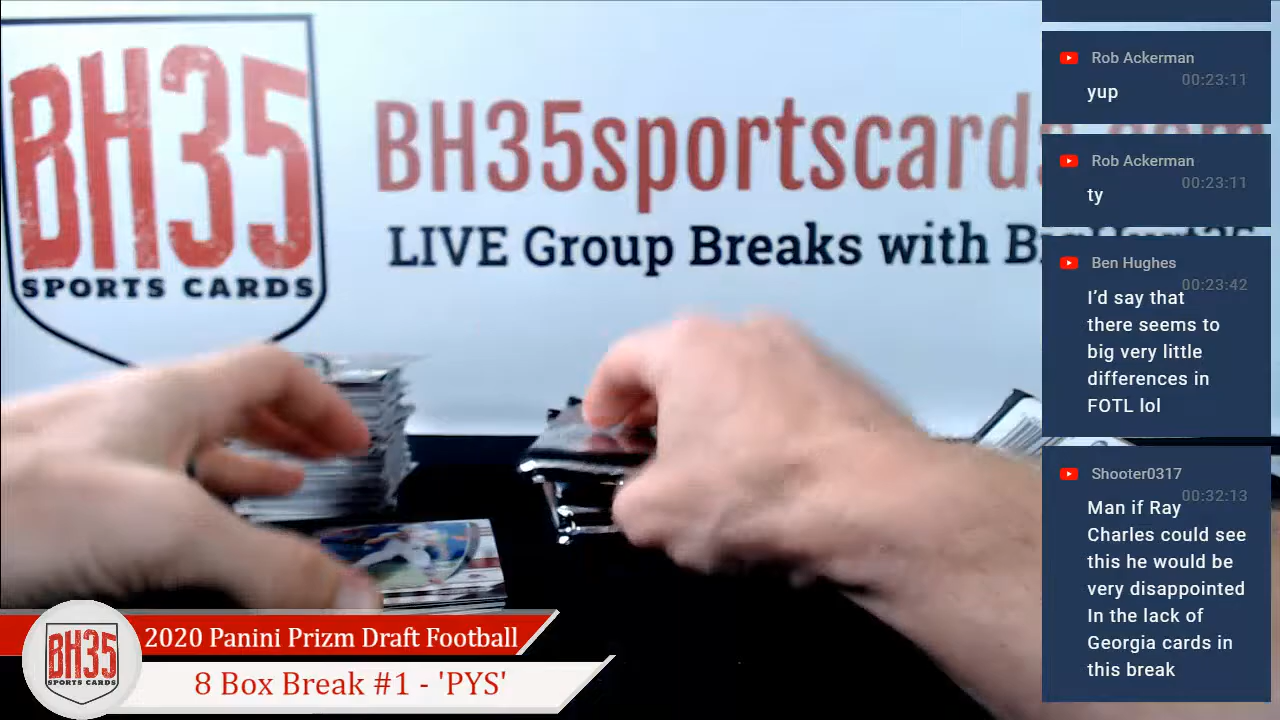 BH35
SPORTS CARDS
BH35sportscards.com
LIVE Group Breaks with
Rob Ackerman
00:23:11
yup
Rob Ackerman
00:23:11
ty
Ben Hughes
00:23:42
I'd say that
there seems to
big very little
differences in
FOTL lol
Shooter0317
00:32:13
Man if Ray
Charles could see
this he would be
very disappointed
In the lack of
Georgia cards in
this break
BH35
SPORTS CARDS
2020 Panini Prizm Draft Football
8 Box Break #1 - 'PYS'